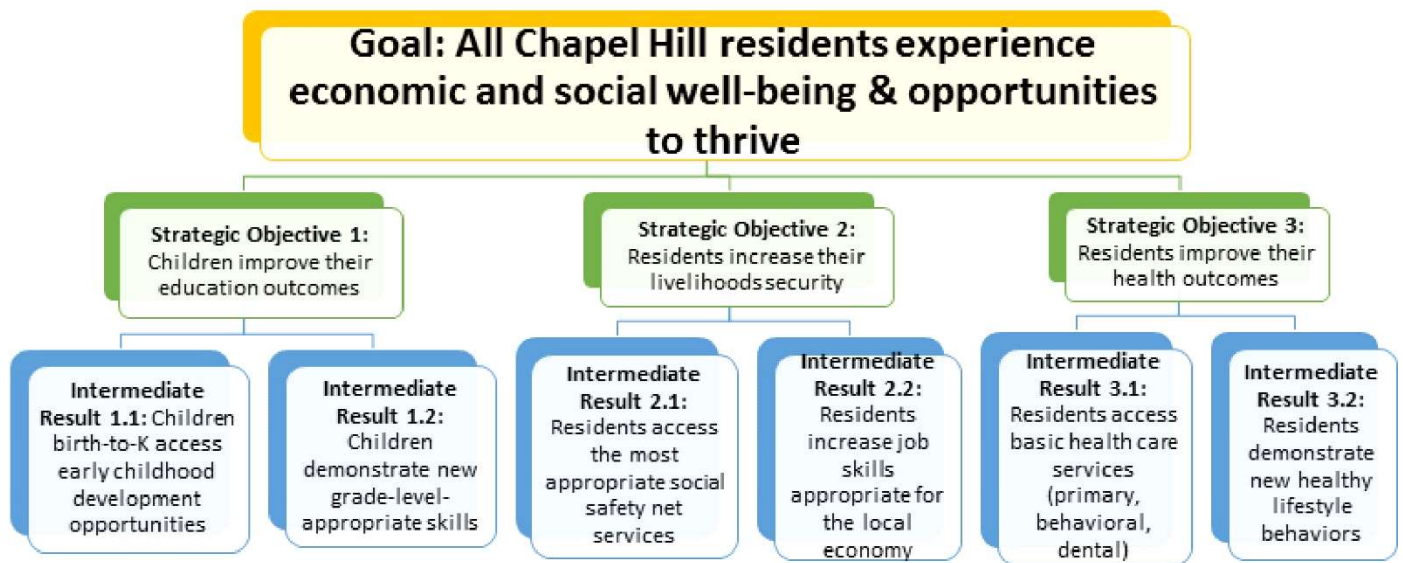 Goal: All Chapel Hill residents experience
economic and social well-being & opportunities
to thrive
Strategic Objective 1:
Children improve their
education outcomes
Strategic Objective 2:
Residents increase their
livelihoods security
Strategic Objective 3:
Residents improve their
health outcomes
Intermediate
Result 1.1: Children
birth-to-K access
early childhood
development
opportunities
Intermediate
Result 1.2:
Children
demonstrate new
grade-level-
appropriate skills
Intermediate
Result 2.1:
Residents access
the most
appropriate social
safety net
services
Intermediate
Result 2.2:
Residents
increase job
skills
appropriate for
the local
economy
Intermediate
Result 3.1:
Residents access
basic health care
services
(primary,
behavioral,
dental)
Intermediate
Result 3.2:
Residents
demonstrate
new healthy
lifestyle
behaviors